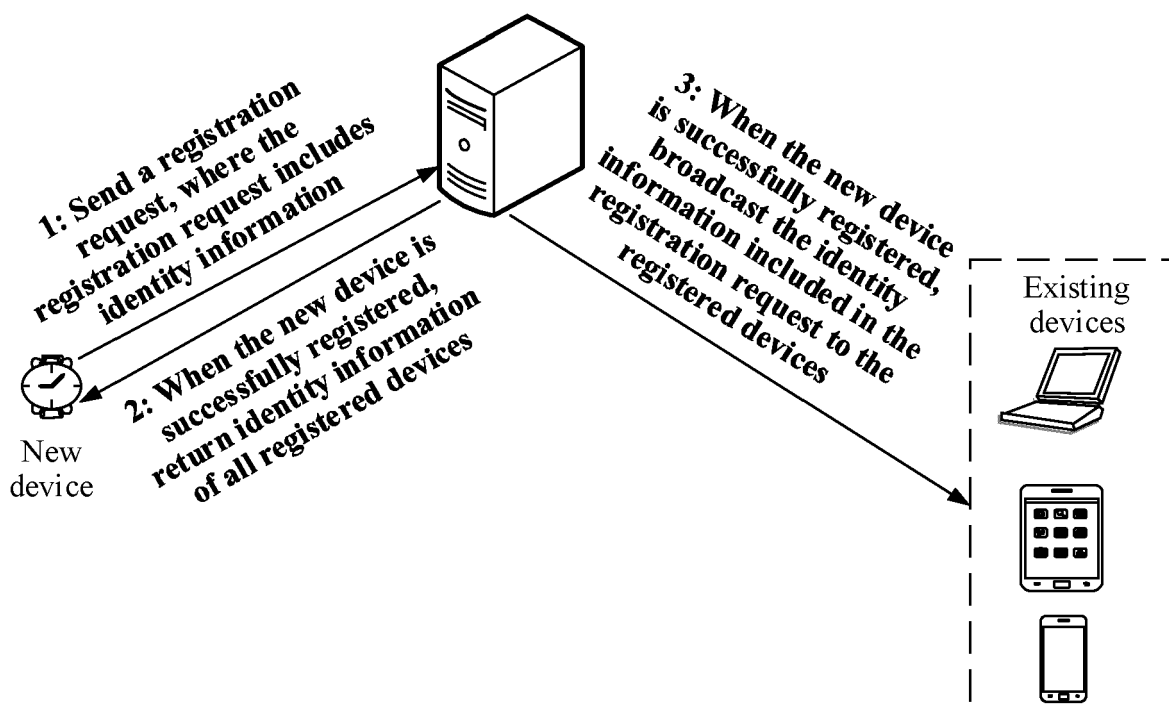 1: Send a registration
request, where the
registration request includes
identity information
2: When the new device is
successfully registered,
return identity information
of all registered devices
3: When the new device
is successfully registered,
broadcast the identity
information included in the
registration request to the
registered devices
Existing
devices
New
device